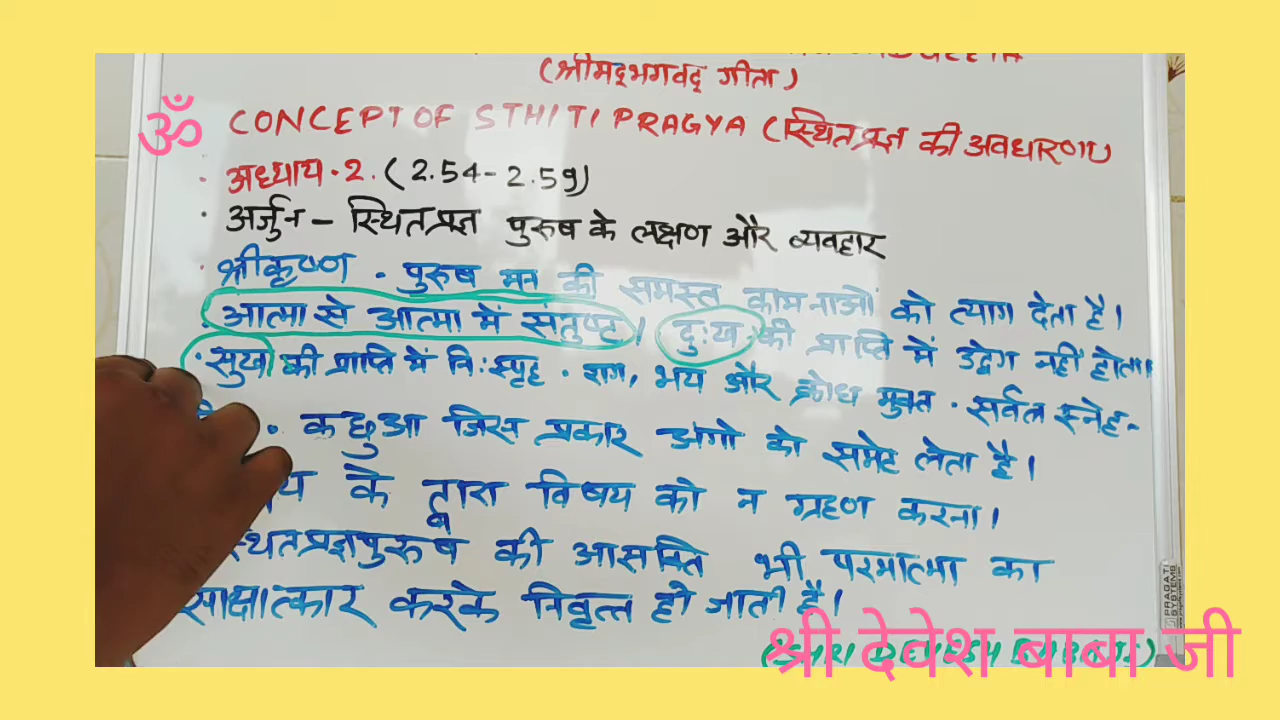 (श्रीमद्भगवद् गीता)
ॐ CONCEPT OF STHITI PRAGYA (स्थितप्रज्ञ की अवधारणा)
• अध्याय • 2. (2.54 - 2.59)
• अर्जुन - स्थितप्रज्ञ पुरुष के लक्षण और व्यवहार
• श्रीकृष्ण • पुरुष मन की समस्त कामनाओं को त्याग देता है।
• आत्मा से आत्मा में संतुष्ट। दुःख की प्राप्ति में उद्वेग नहीं होता।
• सुख की प्राप्ति में निःस्पृह • राग, भय और क्रोध मुक्त • सर्वत्र स्नेह-
• कछुआ जिस प्रकार अंगो को समेट लेता है।
के द्वारा विषय को न ग्रहण करना।
स्थितप्रज्ञ पुरुष की आसक्ति भी परमात्मा का
साक्षात्कार करके निवृत्त हो जाती है।
श्री देवेश बाबा जी
PRAGATI SYSTEMS